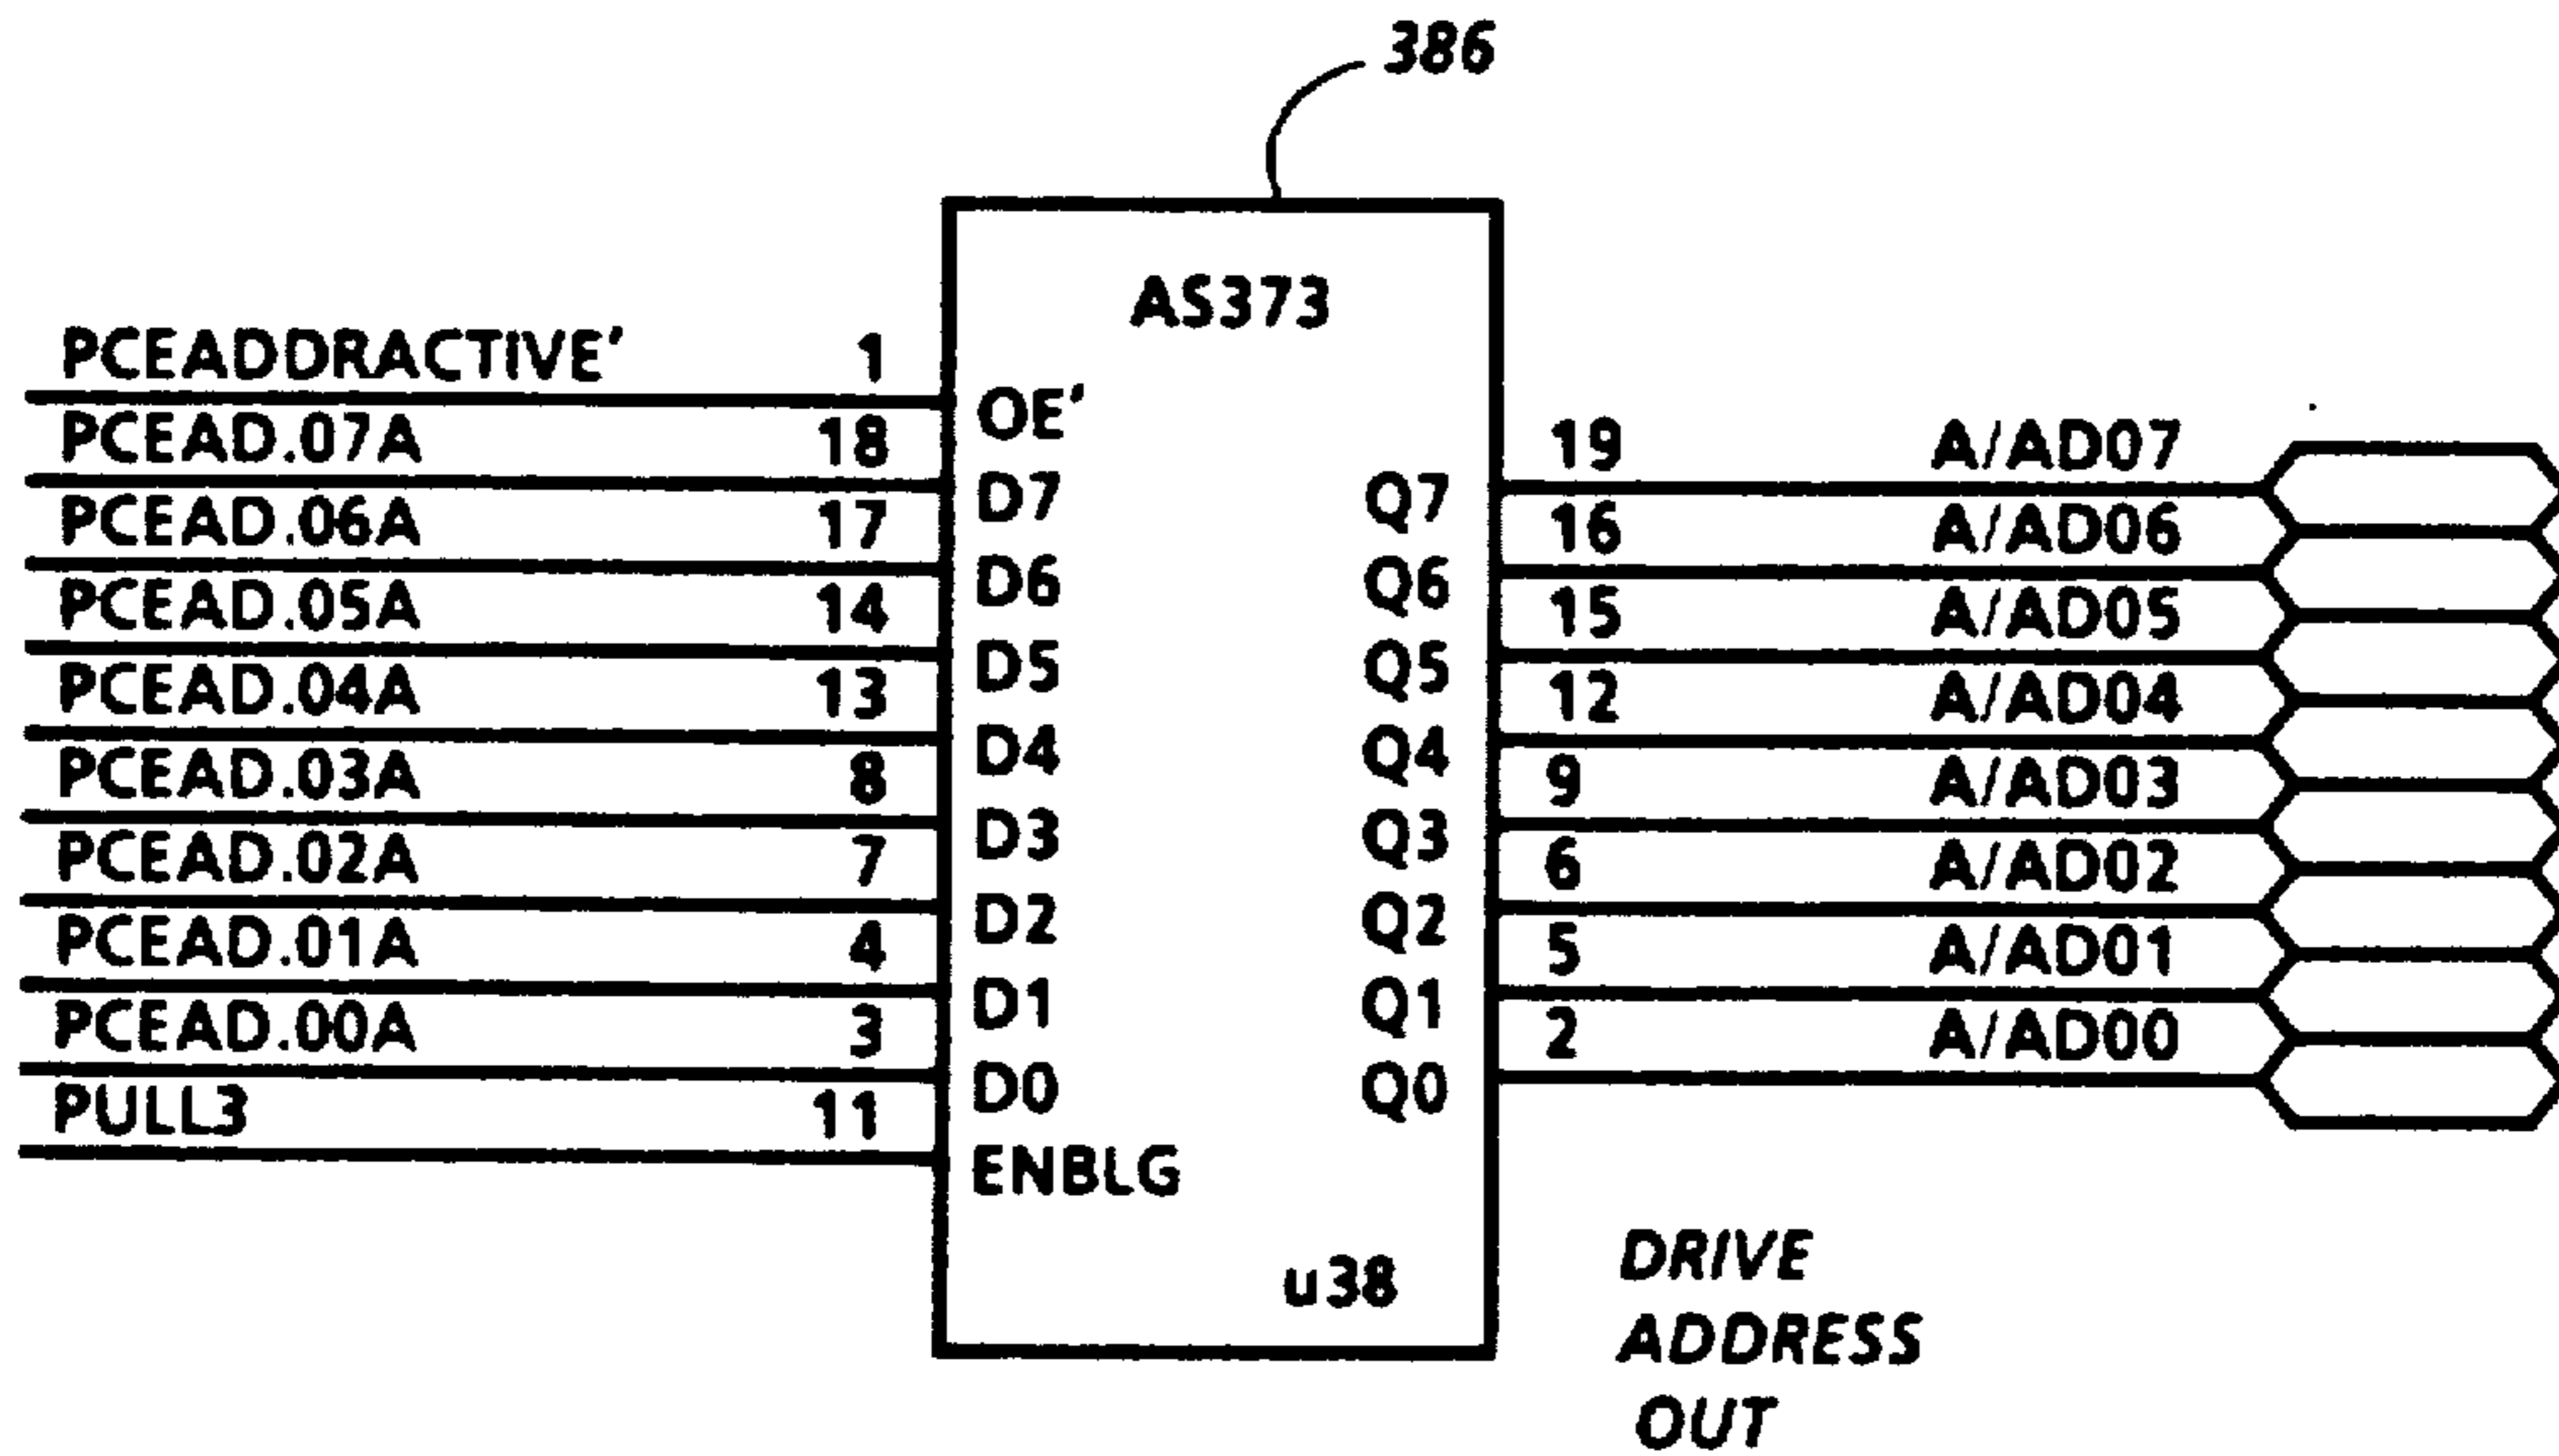 386
AS373
PCEADDRACTIVE' 1 OE'
PCEAD.07A 18 D7 Q7 19 A/AD07
PCEAD.06A 17 D6 Q6 16 A/AD06
PCEAD.05A 14 D5 Q5 15 A/AD05
PCEAD.04A 13 D4 Q4 12 A/AD04
PCEAD.03A 8 D3 Q3 9 A/AD03
PCEAD.02A 7 D2 Q2 6 A/AD02
PCEAD.01A 4 D1 Q1 5 A/AD01
PCEAD.00A 3 D0 Q0 2 A/AD00
PULL3 11 ENBLG
u38
DRIVE
ADDRESS
OUT